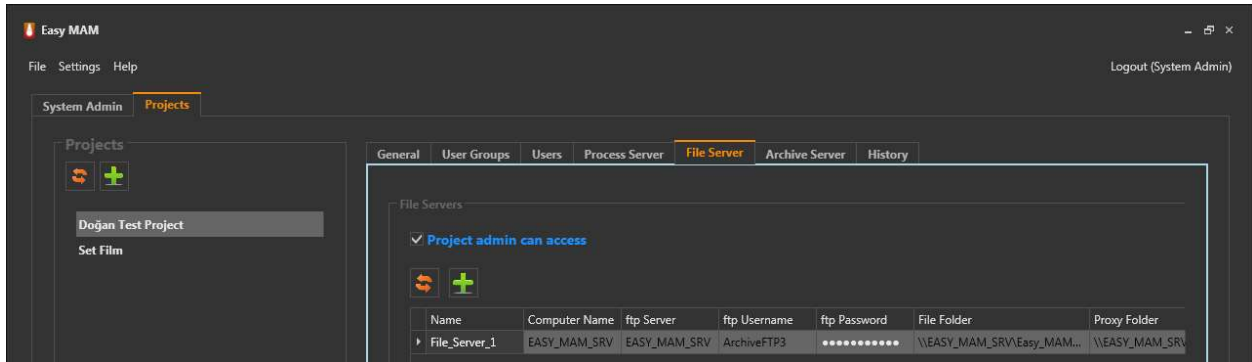 Easy MAM
File Settings Help
Logout (System Admin)
System Admin Projects
Projects
General User Groups Users Process Server File Server Archive Server History
File Servers
Doğan Test Project
Project admin can access
Set Film
Name Computer Name ftp Server ftp Username ftp Password File Folder Proxy Folder
File_Server_1 EASY_MAM_SRV EASY_MAM_SRV ArchiveFTP3 ●●●●●●●●●●● \\EASY_MAM_SRV\Easy_MAM... \\EASY_MAM_SRV